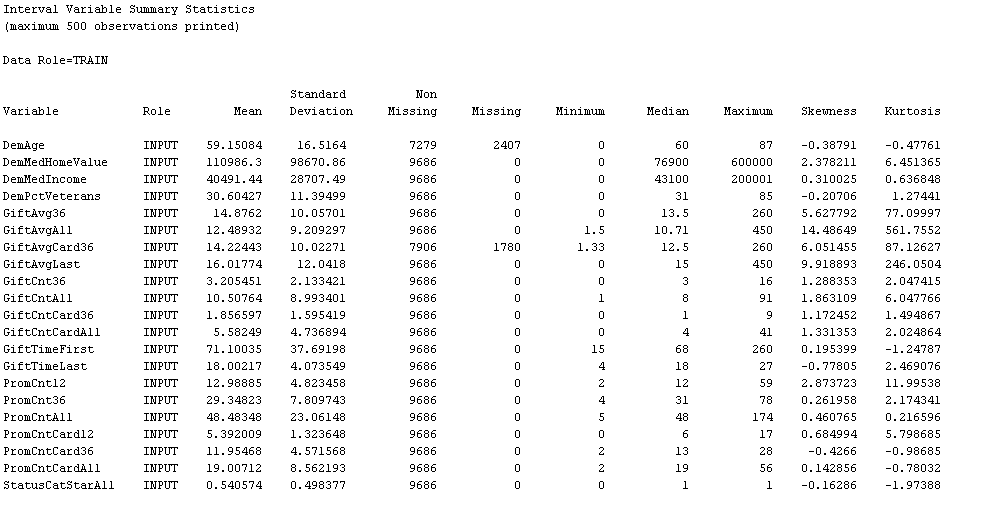 Interval Variable Summary Statistics
(maximum 500 observations printed)
Data Role=TRAIN
Standard Non
Variable Role Mean Deviation Missing Missing Minimum Median Maximum Skewness Kurtosis
DemAge INPUT 59.15084 16.5164 7279 2407 0 60 87 -0.38791 -0.47761
DemMedHomeValue INPUT 110986.3 98670.86 9686 0 0 76900 600000 2.378211 6.451365
DemMedIncome INPUT 40491.44 28707.49 9686 0 0 43100 200001 0.310025 0.636848
DemPctVeterans INPUT 30.60427 11.39499 9686 0 0 31 85 -0.20706 1.27441
GiftAvg36 INPUT 14.8762 10.05701 9686 0 0 13.5 260 5.627792 77.09997
GiftAvgAll INPUT 12.48932 9.209297 9686 0 1.5 10.71 450 14.48649 561.7552
GiftAvgCard36 INPUT 14.22443 10.02271 7906 1780 1.33 12.5 260 6.051455 87.12627
GiftAvgLast INPUT 16.01774 12.0418 9686 0 0 15 450 9.918893 246.0504
GiftCnt36 INPUT 3.205451 2.133421 9686 0 0 3 16 1.288353 2.047415
GiftCntAll INPUT 10.50764 8.993401 9686 0 1 8 91 1.863109 6.047766
GiftCntCard36 INPUT 1.856597 1.595419 9686 0 0 1 9 1.172452 1.494867
GiftCntCardAll INPUT 5.58249 4.736894 9686 0 0 4 41 1.331353 2.024864
GiftTimeFirst INPUT 71.10035 37.69198 9686 0 15 68 260 0.195399 -1.24787
GiftTimeLast INPUT 18.00217 4.073549 9686 0 4 18 27 -0.77805 2.469076
PromCnt12 INPUT 12.98885 4.823458 9686 0 2 12 59 2.873723 11.99538
PromCnt36 INPUT 29.34823 7.809743 9686 0 4 31 78 0.261958 2.174341
PromCntAll INPUT 48.48348 23.06148 9686 0 5 48 174 0.460765 0.216596
PromCntCard12 INPUT 5.392009 1.323648 9686 0 0 6 17 0.684994 5.798685
PromCntCard36 INPUT 11.95468 4.571568 9686 0 2 13 28 -0.4266 -0.98685
PromCntCardAll INPUT 19.00712 8.562193 9686 0 2 19 56 0.142856 -0.78032
StatusCatStarAll INPUT 0.540574 0.498377 9686 0 0 1 1 -0.16286 -1.97388